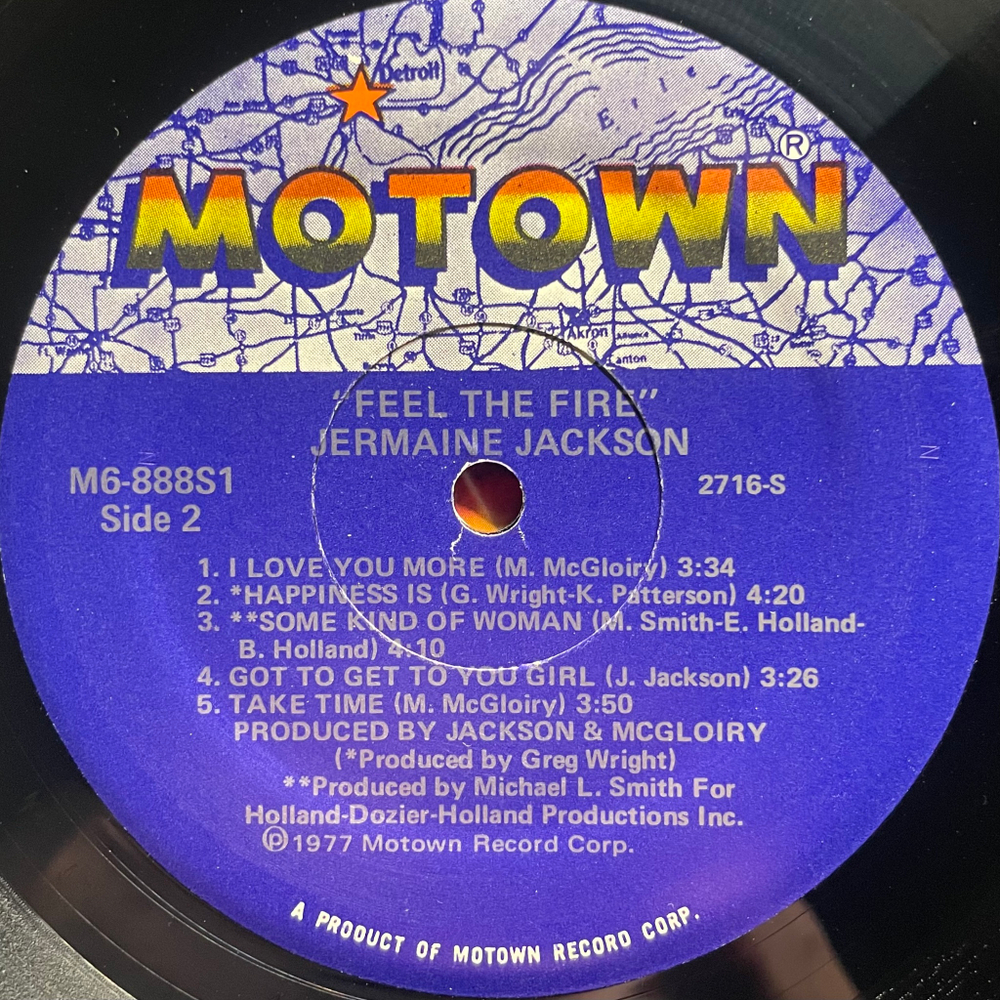 Detroit
Erie
MOTOWN®
Akron
"FEEL THE FIRE"
JERMAINE JACKSON
M6-888S1
2716-S
Side 2
1. I LOVE YOU MORE (M. McGloiry) 3:34
2. *HAPPINESS IS (G. Wright-K. Patterson) 4:20
3. **SOME KIND OF WOMAN (M. Smith-E. Holland-
B. Holland) 4:10
4. GOT TO GET TO YOU GIRL (J. Jackson) 3:26
5. TAKE TIME (M. McGloiry) 3:50
PRODUCED BY JACKSON & MCGLOIRY
(*Produced by Greg Wright)
**Produced by Michael L. Smith For
Holland-Dozier-Holland Productions Inc.
℗1977 Motown Record Corp.
A PRODUCT OF MOTOWN RECORD CORP.